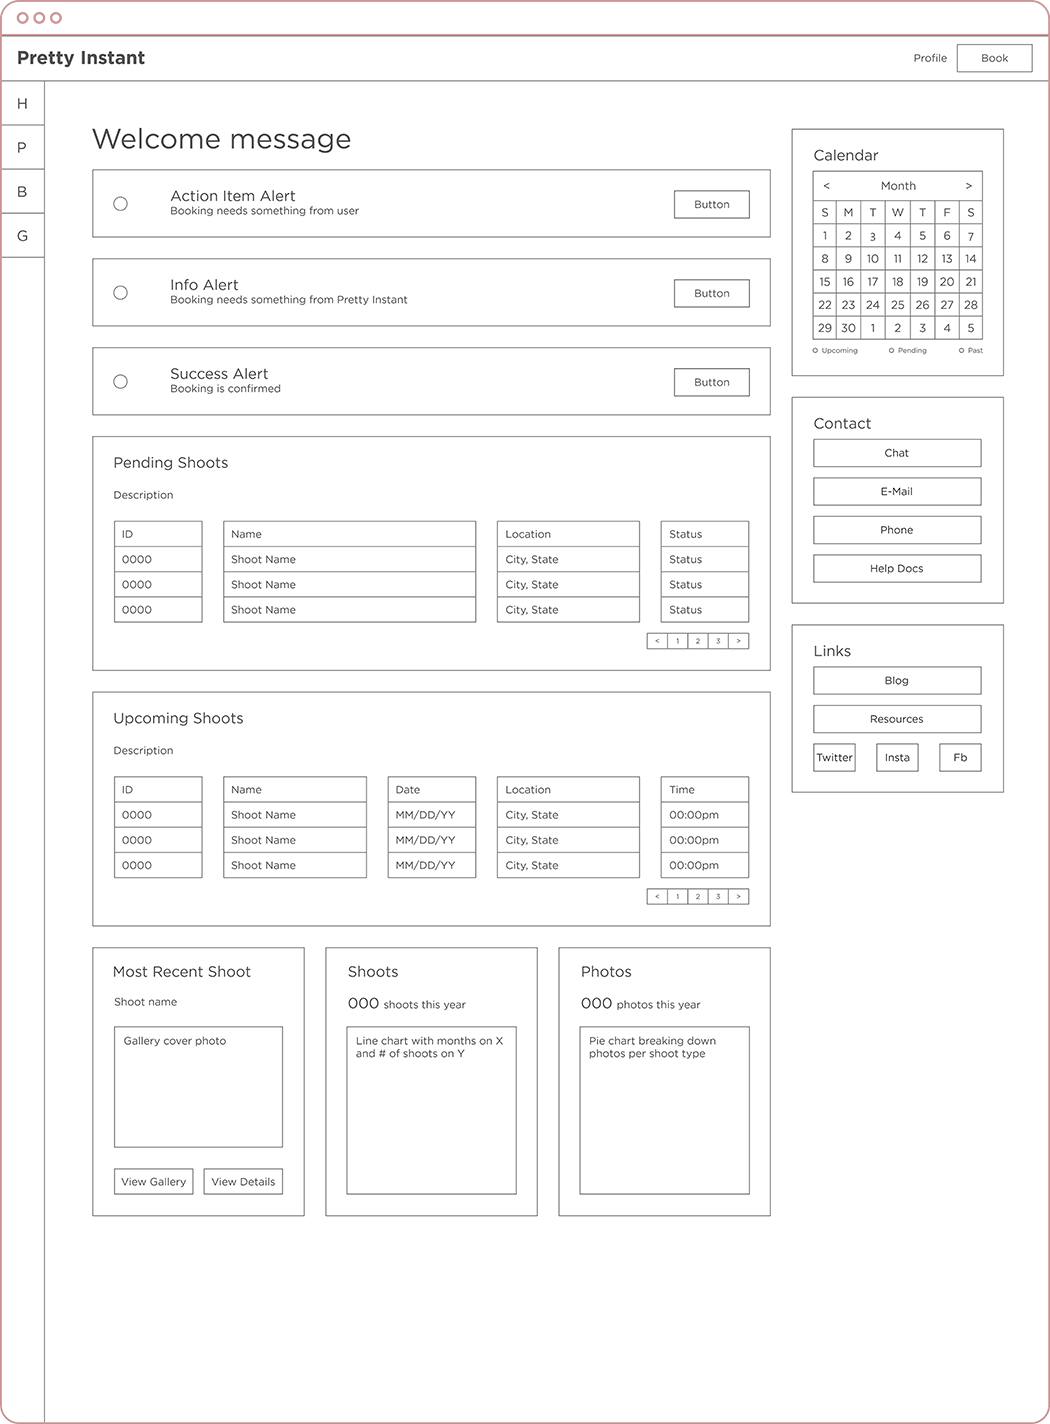 Pretty Instant
Profile
Book
H
P
B
G
Welcome message
Action Item Alert
Booking needs something from user
Button
Info Alert
Booking needs something from Pretty Instant
Button
Success Alert
Booking is confirmed
Button
Pending Shoots
Description
ID Name Location Status
0000 Shoot Name City, State Status
0000 Shoot Name City, State Status
0000 Shoot Name City, State Status
< 1 2 3 >
Upcoming Shoots
Description
ID Name Date Location Time
0000 Shoot Name MM/DD/YY City, State 00:00pm
0000 Shoot Name MM/DD/YY City, State 00:00pm
0000 Shoot Name MM/DD/YY City, State 00:00pm
< 1 2 3 >
Most Recent Shoot
Shoot name
Gallery cover photo
View Gallery
View Details
Shoots
000 shoots this year
Line chart with months on X
and # of shoots on Y
Photos
000 photos this year
Pie chart breaking down
photos per shoot type
Calendar
< Month >
S M T W T F S
1 2 3 4 5 6 7
8 9 10 11 12 13 14
15 16 17 18 19 20 21
22 23 24 25 26 27 28
29 30 1 2 3 4 5
Upcoming Pending Past
Contact
Chat
E-Mail
Phone
Help Docs
Links
Blog
Resources
Twitter Insta Fb